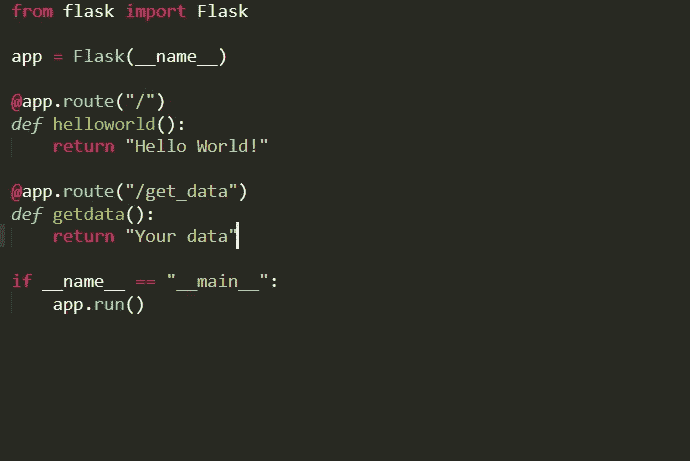 from flask import Flask
app = Flask(__name__)
@app.route("/")
def helloworld():
    return "Hello World!"
@app.route("/get_data")
def getdata():
    return "Your data"
if __name__ == "__main__":
    app.run()